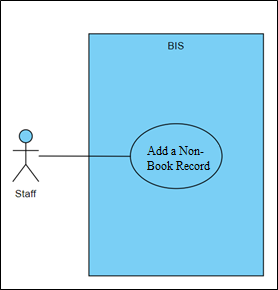 BIS
Add a Non-
Book Record
Staff